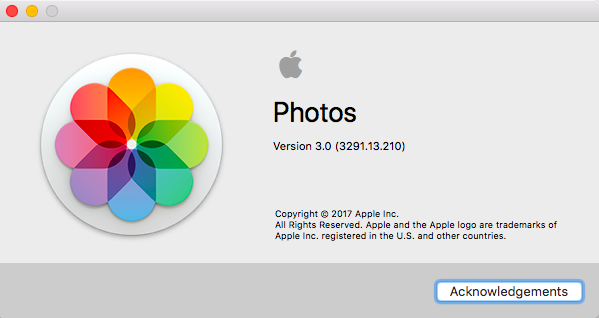 Photos
Version 3.0 (3291.13.210)
Copyright © 2017 Apple Inc.
All Rights Reserved. Apple and the Apple logo are trademarks of
Apple Inc. registered in the U.S. and other countries.
Acknowledgements